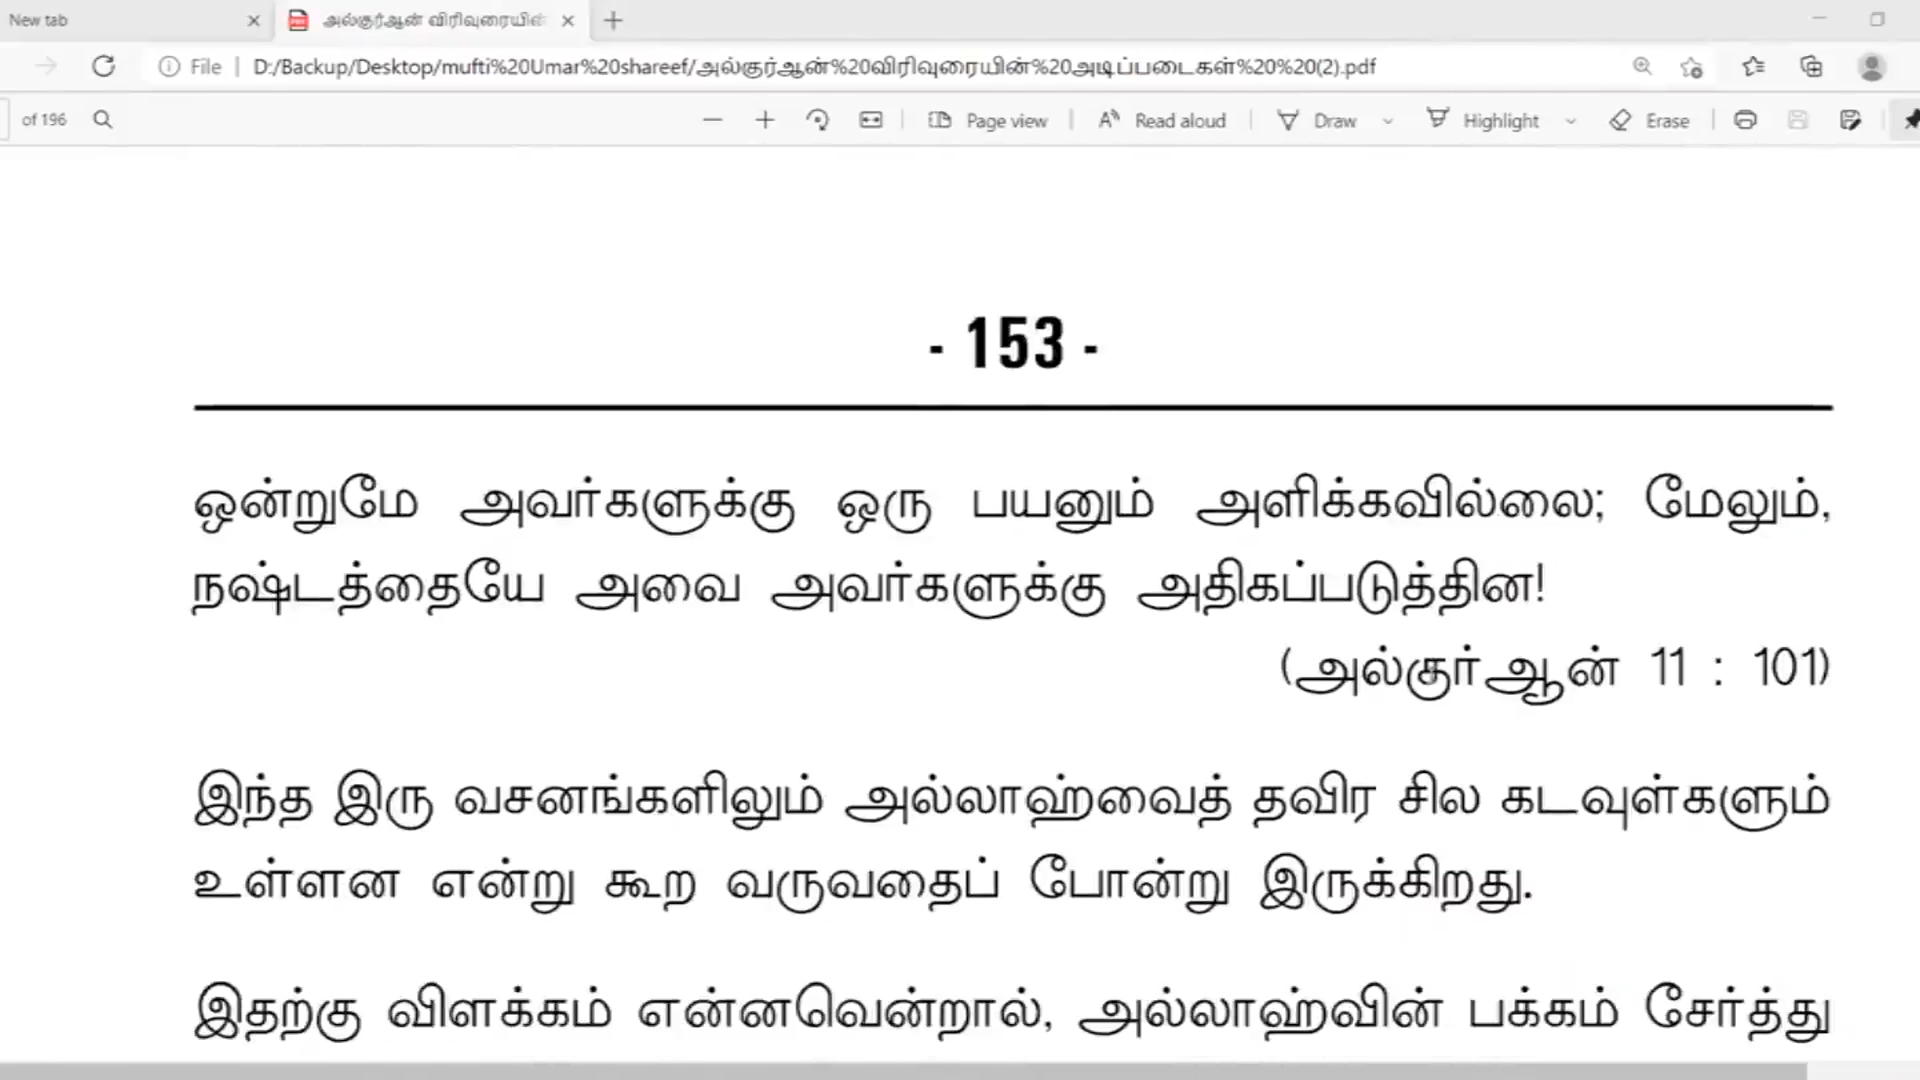 New tab
அல்குர்ஆன் விரிவுரையின்
File D:/Backup/Desktop/mufti%20Umar%20shareef/அல்குர்ஆன்%20விரிவுரையின்%20அடிப்படைகள்%20%20(2).pdf
of 196 Page view Read aloud Draw Highlight Erase
- 153 -
ஒன்றுமே அவர்களுக்கு ஒரு பயனும் அளிக்கவில்லை; மேலும்,
நஷ்டத்தையே அவை அவர்களுக்கு அதிகப்படுத்தின!
(அல்குர்ஆன் 11 : 101)
இந்த இரு வசனங்களிலும் அல்லாஹ்வைத் தவிர சில கடவுள்களும்
உள்ளன என்று கூற வருவதைப் போன்று இருக்கிறது.
இதற்கு விளக்கம் என்னவென்றால், அல்லாஹ்வின் பக்கம் சேர்த்து